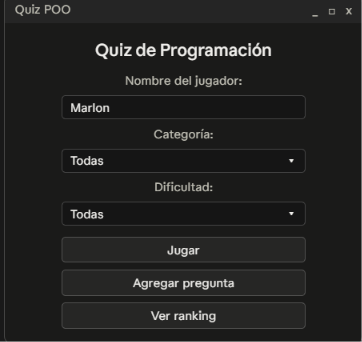 Quiz POO
Quiz de Programación
Nombre del jugador:
Marlon
Categoría:
Todas
Dificultad:
Todas
Jugar
Agregar pregunta
Ver ranking